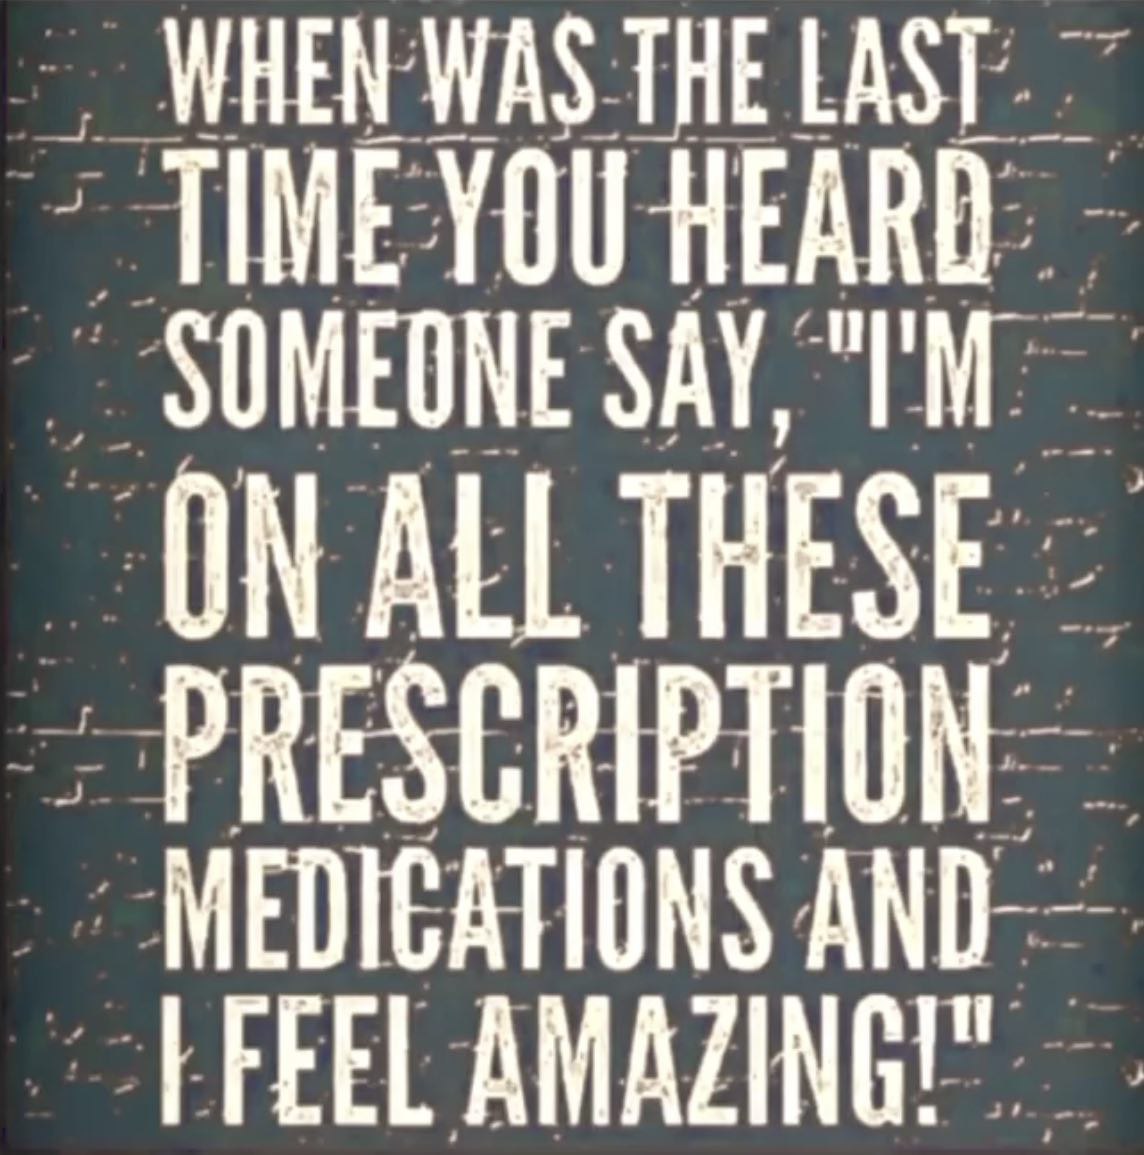 WHEN WAS THE LAST
TIME YOU HEARD
SOMEONE SAY, "I'M
ON ALL THESE
PRESCRIPTION
MEDICATIONS AND
I FEEL AMAZING!"